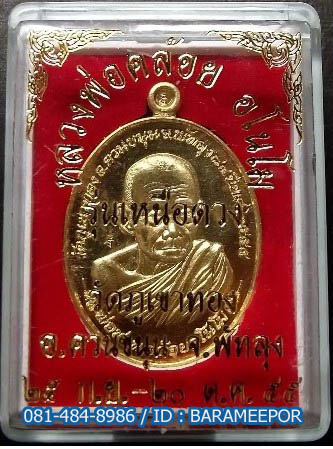 หลวงพ่อคล้อย อโนโม
รุ่นเหนือดวง
วัดภูเขาทอง
อ.ควนขนุน จ.พัทลุง
๒๕ เม.ย.-๒๐ ต.ค. ๕๕
081-484-8986 / ID : BARAMEEPOR